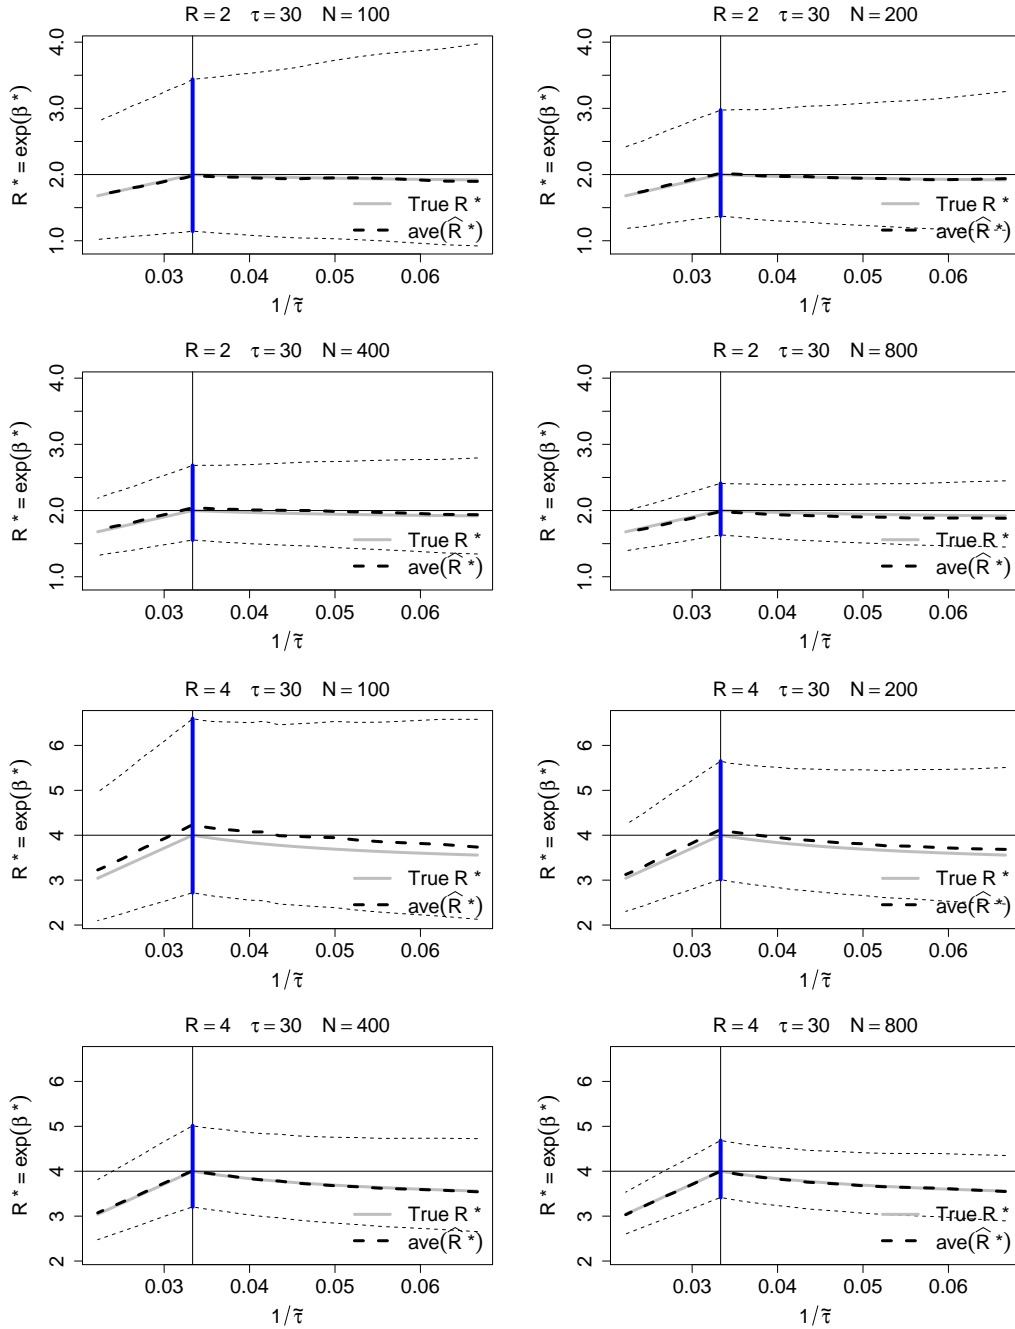 R = 2 τ = 30 N = 100
R * = exp(β *)
1.0 2.0 3.0 4.0
True R *
ave(R̂ *)
0.03 0.04 0.05 0.06
1/τ̃
R = 2 τ = 30 N = 200
R * = exp(β *)
1.0 2.0 3.0 4.0
True R *
ave(R̂ *)
0.03 0.04 0.05 0.06
1/τ̃
R = 2 τ = 30 N = 400
R * = exp(β *)
1.0 2.0 3.0 4.0
True R *
ave(R̂ *)
0.03 0.04 0.05 0.06
1/τ̃
R = 2 τ = 30 N = 800
R * = exp(β *)
1.0 2.0 3.0 4.0
True R *
ave(R̂ *)
0.03 0.04 0.05 0.06
1/τ̃
R = 4 τ = 30 N = 100
R * = exp(β *)
2 3 4 5 6
True R *
ave(R̂ *)
0.03 0.04 0.05 0.06
1/τ̃
R = 4 τ = 30 N = 200
R * = exp(β *)
2 3 4 5 6
True R *
ave(R̂ *)
0.03 0.04 0.05 0.06
1/τ̃
R = 4 τ = 30 N = 400
R * = exp(β *)
2 3 4 5 6
True R *
ave(R̂ *)
0.03 0.04 0.05 0.06
1/τ̃
R = 4 τ = 30 N = 800
R * = exp(β *)
2 3 4 5 6
True R *
ave(R̂ *)
0.03 0.04 0.05 0.06
1/τ̃